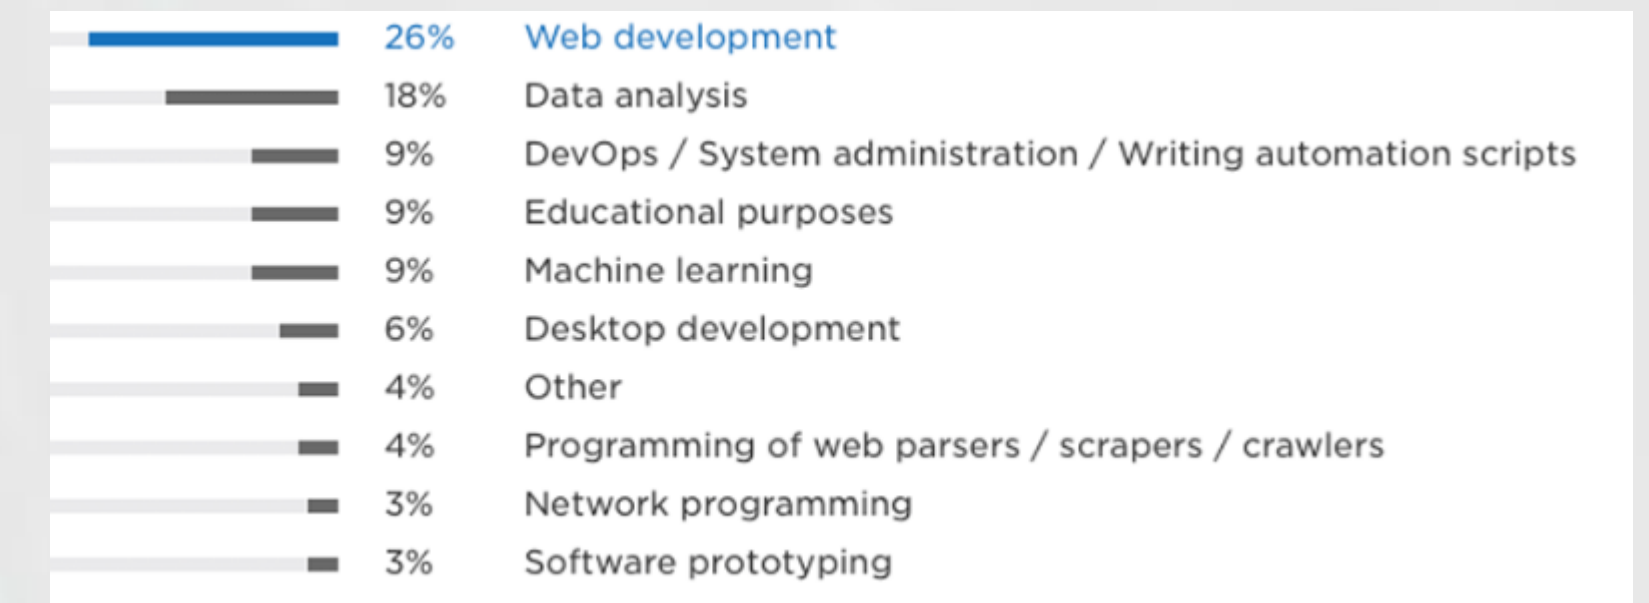 26% Web development
18% Data analysis
9% DevOps / System administration / Writing automation scripts
9% Educational purposes
9% Machine learning
6% Desktop development
4% Other
4% Programming of web parsers / scrapers / crawlers
3% Network programming
3% Software prototyping